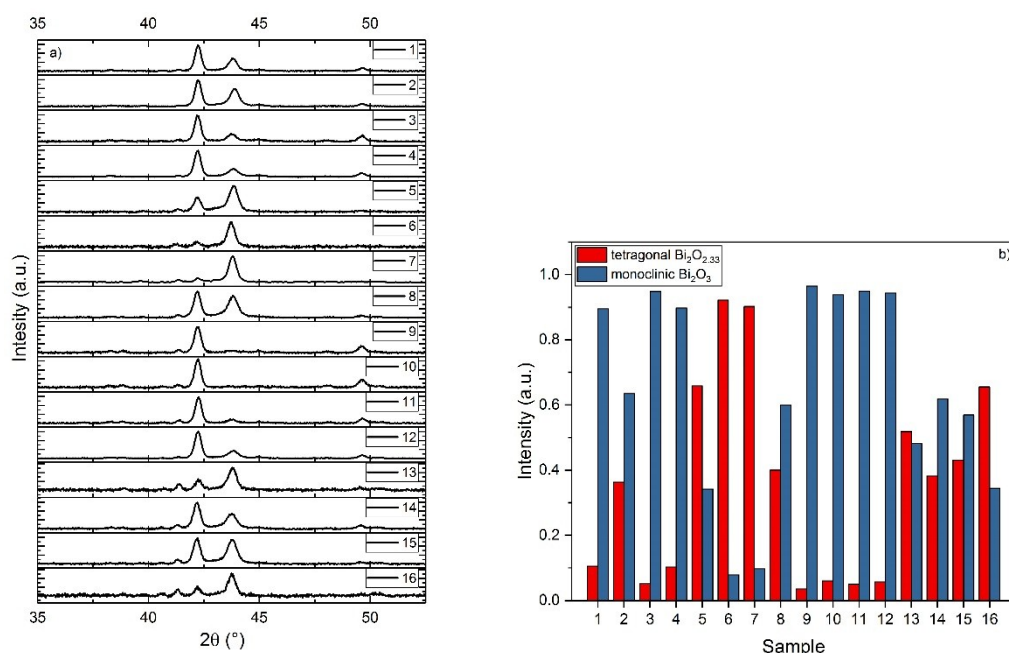 35 40 45 50
a)
1
2
3
4
5
6
7
8
9
10
11
12
13
14
15
16
Intesity (a.u.)
35 40 45 50
2θ (°)
b)
tetragonal Bi₂O₂.₃₃
monoclinic Bi₂O₃
1.0
0.8
0.6
0.4
0.2
0.0
Intensity (a.u.)
1 2 3 4 5 6 7 8 9 10 11 12 13 14 15 16
Sample